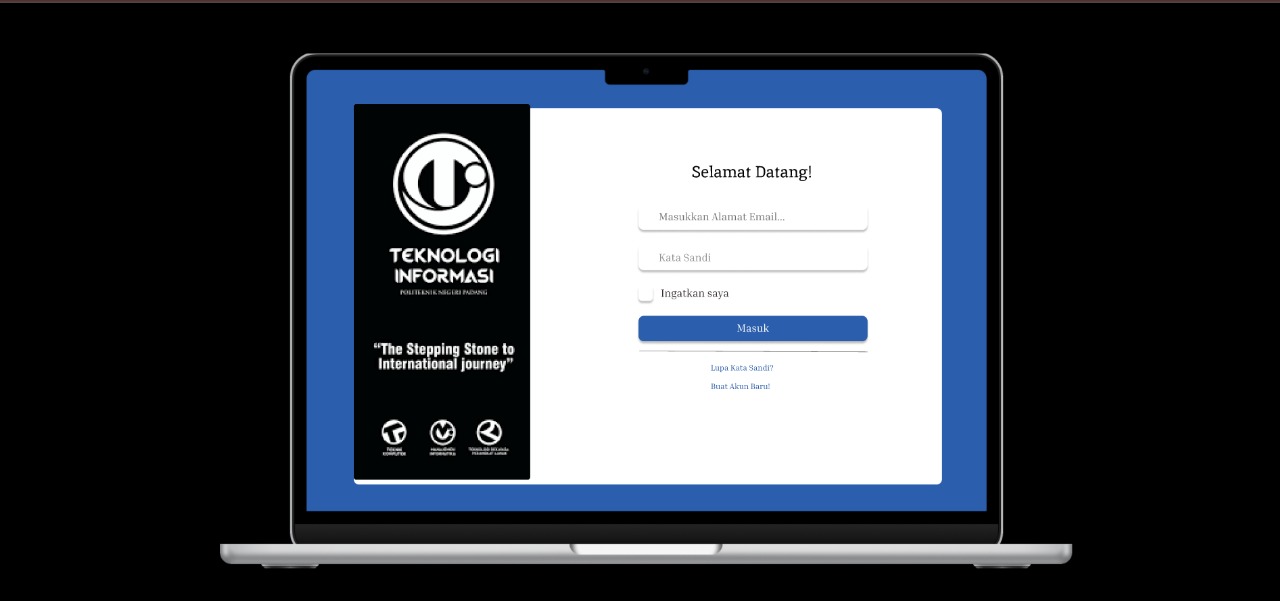 TEKNOLOGI
INFORMASI
POLITEKNIK NEGERI PADANG
“The Stepping Stone to
International journey”
TEKNIK
KOMPUTER
MANAJEMEN
INFORMATIKA
TEKNOLOGI REKAYASA
PERANGKAT LUNAK
Selamat Datang!
Masukkan Alamat Email...
Kata Sandi
Ingatkan saya
Masuk
Lupa Kata Sandi?
Buat Akun Baru!